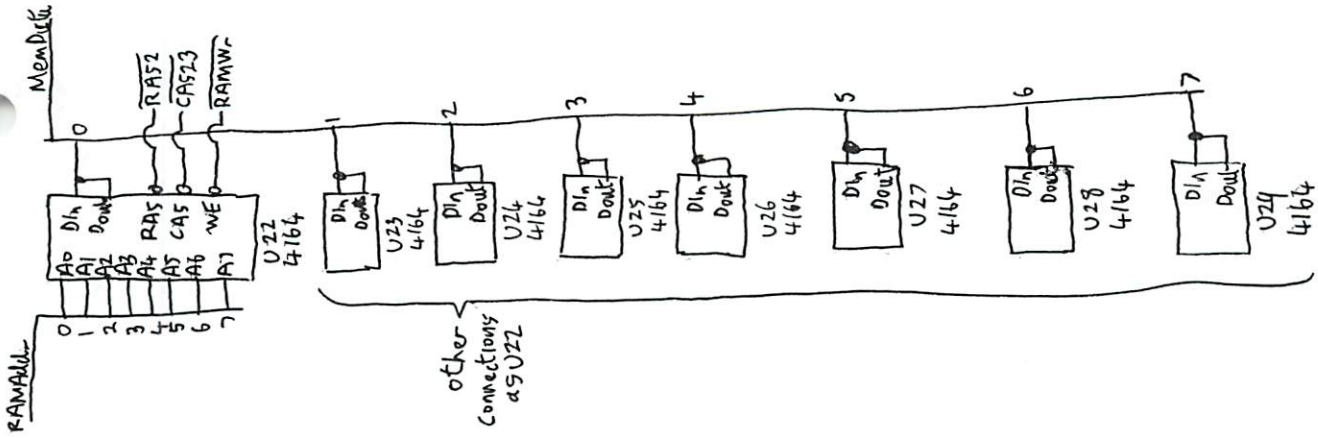 RAMAddr
0
1
2
3
4
5
6
7
A0
A1
A2
A3
A4
A5
A6
A7
DIn
Dout
RAS
CAS
WE
U22
4164
MemData
0
RAS2
CAS23
RAMW
1
DIn
Dout
U23
4164
2
DIn
Dout
U24
4164
3
DIn
Dout
U25
4164
4
DIn
Dout
U26
4164
5
DIn
Dout
U27
4164
6
DIn
Dout
U28
4164
7
DIn
Dout
U29
4164
other
connections
as U22